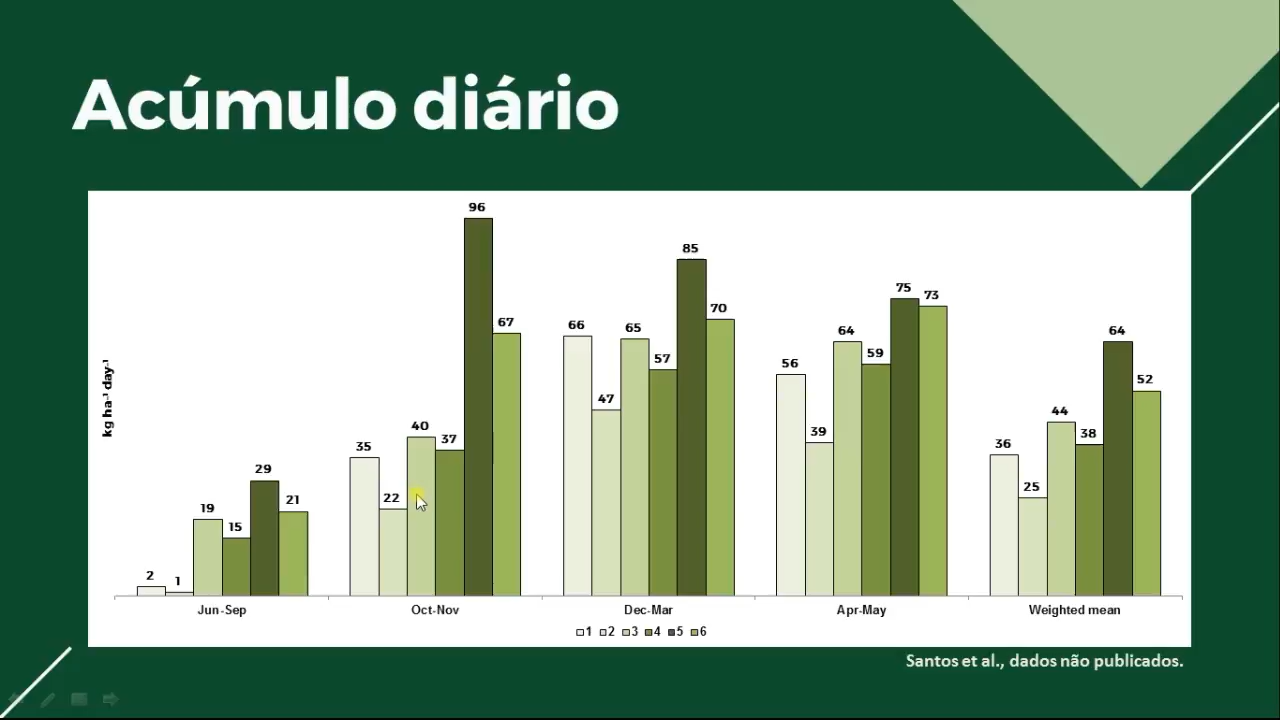 Acúmulo diário
kg ha-¹ day-¹
2 1 19 15 29 21
35 22 40 37 96 67
66 47 65 57 85 70
56 39 64 59 75 73
36 25 44 38 64 52
Jun-Sep Oct-Nov Dec-Mar Apr-May Weighted mean
1 2 3 4 5 6
Santos et al., dados não publicados.